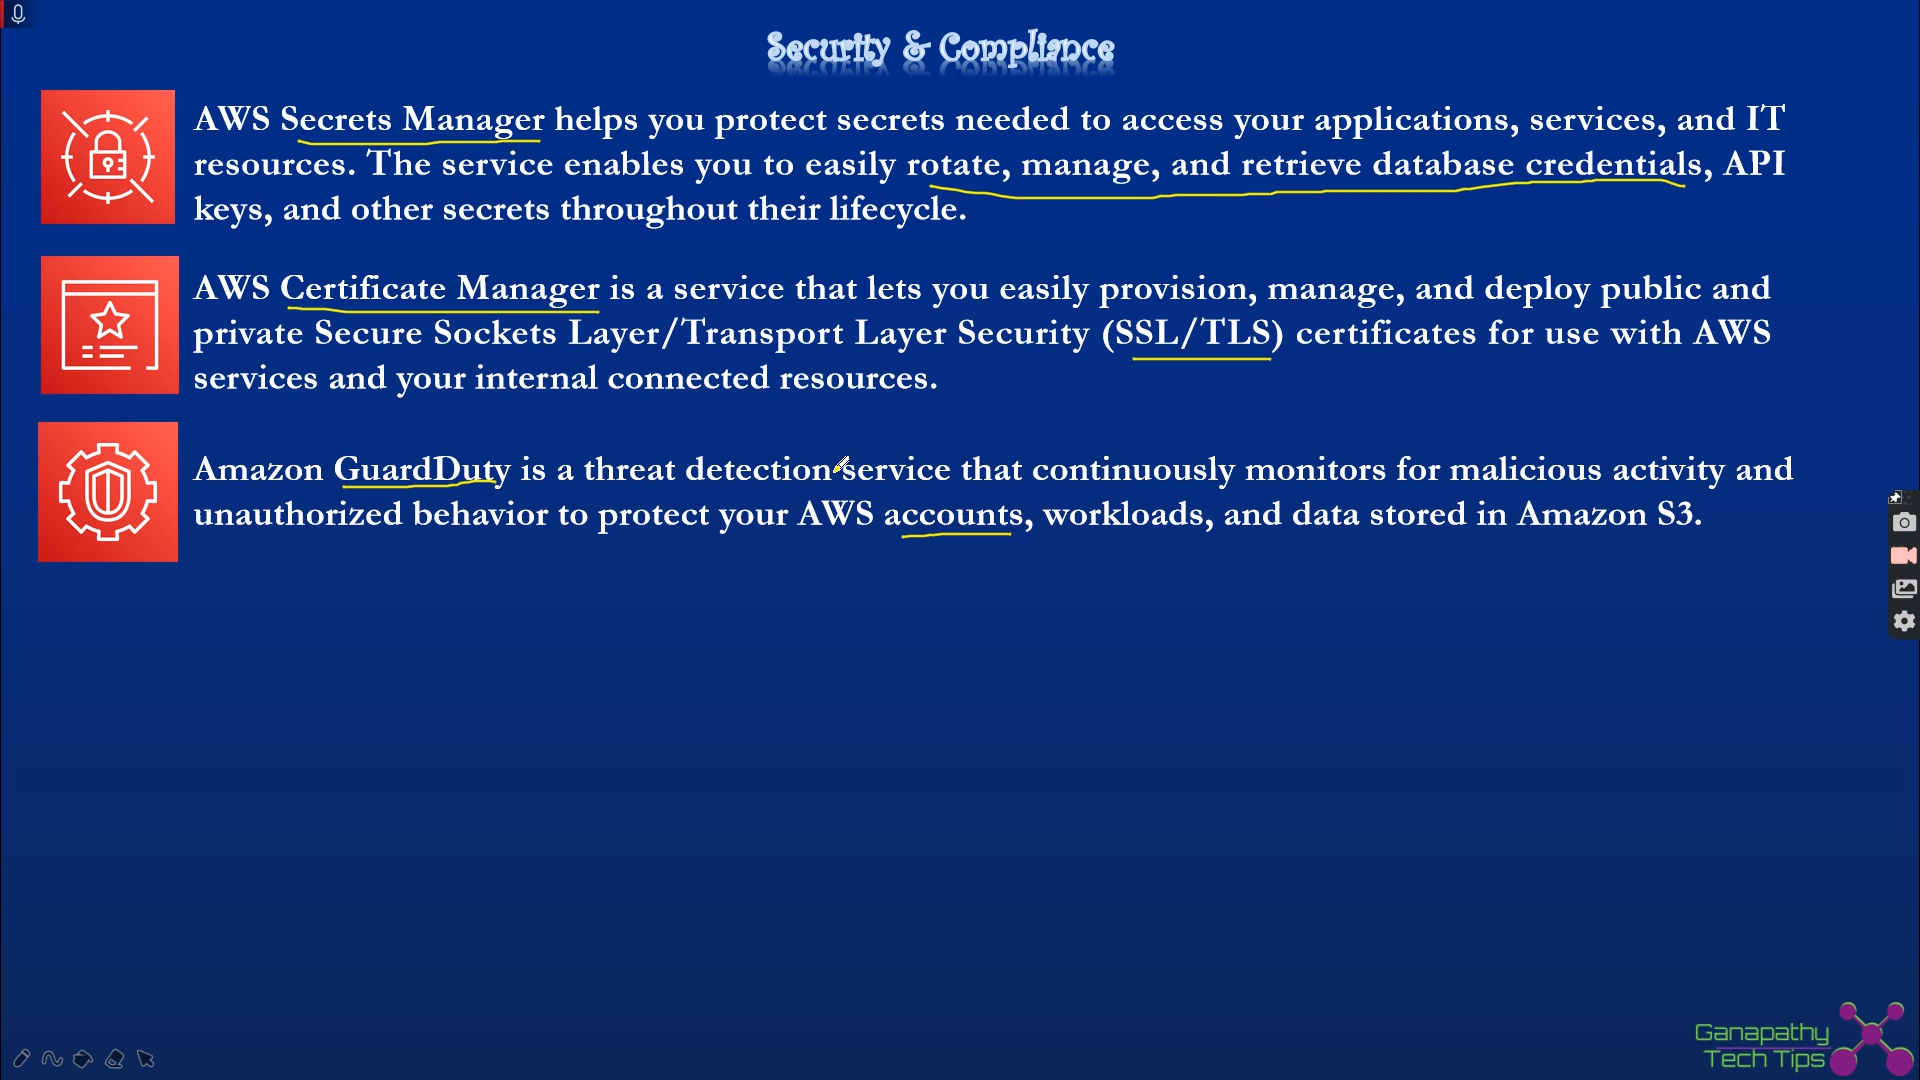 Security & Compliance
AWS Secrets Manager helps you protect secrets needed to access your applications, services, and IT
resources. The service enables you to easily rotate, manage, and retrieve database credentials, API
keys, and other secrets throughout their lifecycle.
AWS Certificate Manager is a service that lets you easily provision, manage, and deploy public and
private Secure Sockets Layer/Transport Layer Security (SSL/TLS) certificates for use with AWS
services and your internal connected resources.
Amazon GuardDuty is a threat detection service that continuously monitors for malicious activity and
unauthorized behavior to protect your AWS accounts, workloads, and data stored in Amazon S3.
Ganapathy
Tech Tips